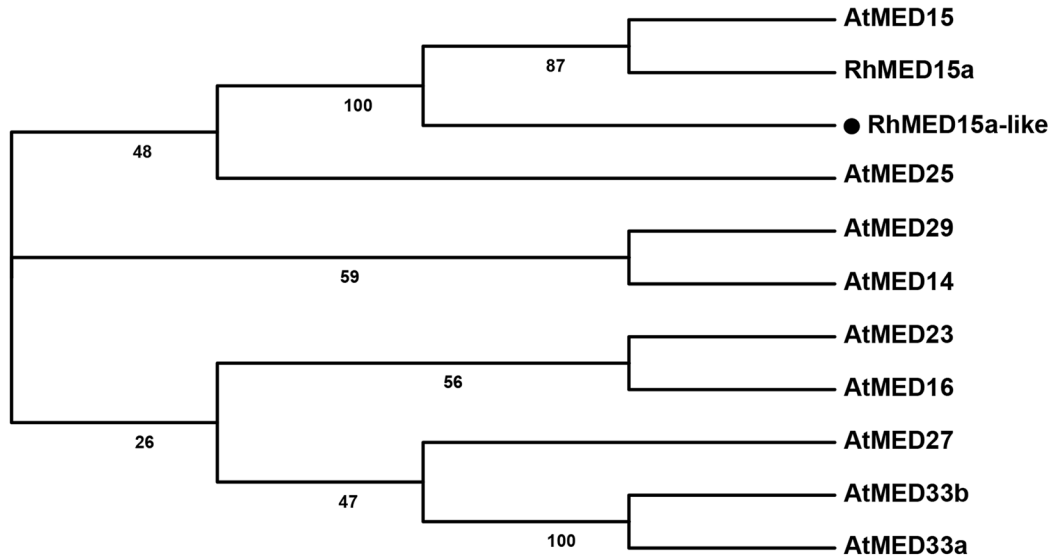 AtMED15
87
RhMED15a
100
RhMED15a-like
48
AtMED25
AtMED29
59
AtMED14
AtMED23
56
AtMED16
26
AtMED27
47
AtMED33b
100
AtMED33a